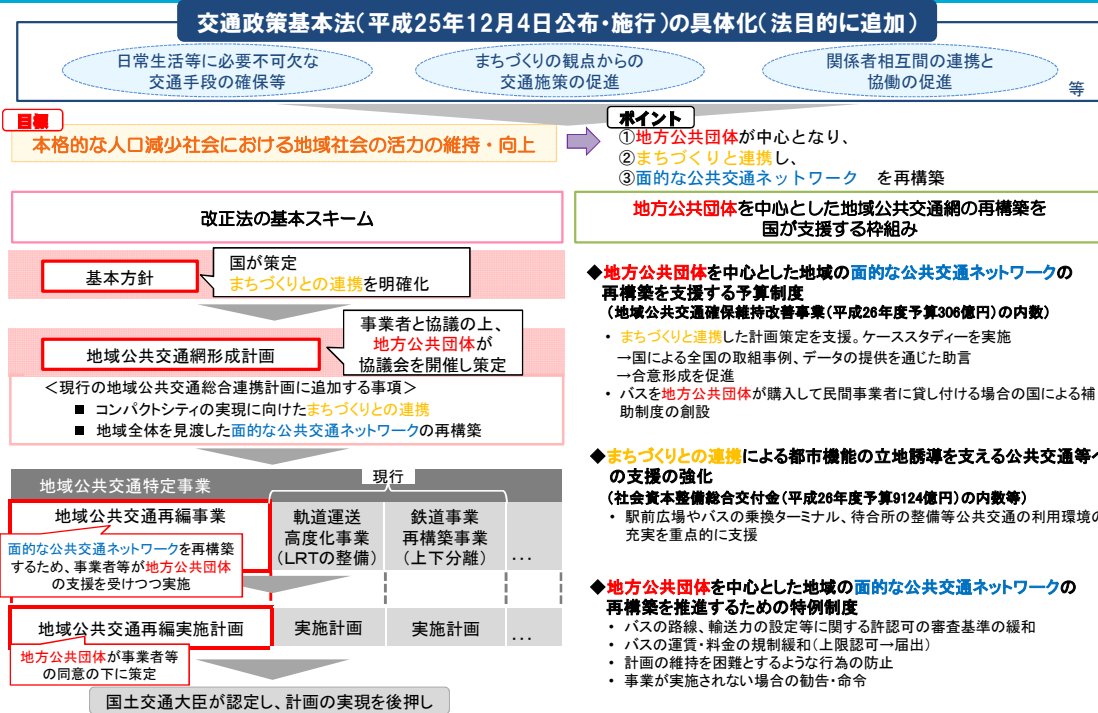 交通政策基本法(平成25年12月4日公布・施行)の具体化(法目的に追加)
日常生活等に必要不可欠な
交通手段の確保等
まちづくりの観点からの
交通施策の促進
関係者相互間の連携と
協働の促進
等
目標
本格的な人口減少社会における地域社会の活力の維持・向上
ポイント
①地方公共団体が中心となり、
②まちづくりと連携し、
③面的な公共交通ネットワーク を再構築
改正法の基本スキーム
基本方針
国が策定
まちづくりとの連携を明確化
地域公共交通網形成計画
事業者と協議の上、
地方公共団体が
協議会を開催し策定
<現行の地域公共交通総合連携計画に追加する事項>
■ コンパクトシティの実現に向けたまちづくりとの連携
■ 地域全体を見渡した面的な公共交通ネットワークの再構築
地域公共交通特定事業
現行
地域公共交通再編事業
面的な公共交通ネットワークを再構築
するため、事業者等が地方公共団体
の支援を受けつつ実施
軌道運送
高度化事業
(LRTの整備)
鉄道事業
再構築事業
(上下分離)
…
地域公共交通再編実施計画
地方公共団体が事業者等
の同意の下に策定
実施計画
実施計画
…
国土交通大臣が認定し、計画の実現を後押し
地方公共団体を中心とした地域公共交通網の再構築を
国が支援する枠組み
◆地方公共団体を中心とした地域の面的な公共交通ネットワークの
再構築を支援する予算制度
(地域公共交通確保維持改善事業(平成26年度予算306億円)の内数)
・ まちづくりと連携した計画策定を支援。ケーススタディーを実施
→国による全国の取組事例、データの提供を通じた助言
→合意形成を促進
・ バスを地方公共団体が購入して民間事業者に貸し付ける場合の国による補
助制度の創設
◆まちづくりとの連携による都市機能の立地誘導を支える公共交通等へ
の支援の強化
(社会資本整備総合交付金(平成26年度予算9124億円)の内数等)
・ 駅前広場やバスの乗換ターミナル、待合所の整備等公共交通の利用環境の
充実を重点的に支援
◆地方公共団体を中心とした地域の面的な公共交通ネットワークの
再構築を推進するための特例制度
・ バスの路線、輸送力の設定等に関する許認可の審査基準の緩和
・ バスの運賃・料金の規制緩和(上限認可→届出)
・ 計画の維持を困難とするような行為の防止
・ 事業が実施されない場合の勧告・命令